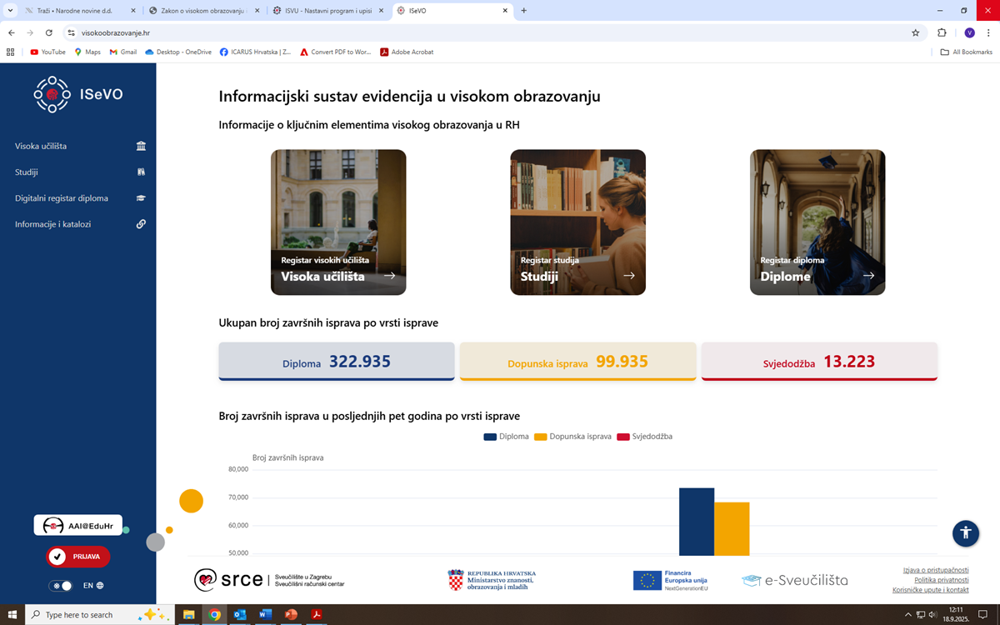 Traži • Narodne novine d.d.
Zakon o visokom obrazovanju i
ISVU - Nastavni program i upisi
ISeVO
visokoobrazovanje.hr
YouTube
Maps
Gmail
Desktop - OneDrive
ICARUS Hrvatska | Z...
Convert PDF to Wor...
Adobe Acrobat
All Bookmarks
V
ISeVO
Visoka učilišta
Studiji
Digitalni registar diploma
Informacije i katalozi
AAI@EduHr
PRIJAVA
EN
Informacijski sustav evidencija u visokom obrazovanju
Informacije o ključnim elementima visokog obrazovanja u RH
Registar visokih učilišta
Visoka učilišta
Registar studija
Studiji
Registar diploma
Diplome
Ukupan broj završnih isprava po vrsti isprave
Diploma 322.935
Dopunska isprava 99.935
Svjedodžba 13.223
Broj završnih isprava u posljednjih pet godina po vrsti isprave
Diploma
Dopunska isprava
Svjedodžba
Broj završnih isprava
80,000
70,000
60,000
50,000
srce
Sveučilište u Zagrebu
Sveučilišni računski centar
REPUBLIKA HRVATSKA
Ministarstvo znanosti,
obrazovanja i mladih
Financira
Europska unija
NextGenerationEU
e-Sveučilišta
Izjava o pristupačnosti
Politika privatnosti
Korisničke upute i kontakt
Type here to search
12:11
18.9.2025.